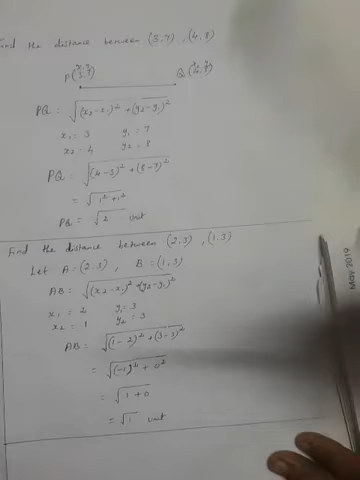 Find the distance between (3,7), (4,8)
x₁ y₁ x₂ y₂
P(3,7) Q(4,8)
PQ = √(x₂-x₁)² + (y₂-y₁)²
x₁ = 3 y₁ = 7
x₂ = 4 y₂ = 8
PQ = √(4-3)² + (8-7)²
= √1² + 1²
PQ = √2 unit
Find the distance between (2,3), (1,3)
Let A = (2,3), B = (1,3)
AB = √(x₂-x₁)² + (y₂-y₁)²
x₁ = 2 y₁ = 3
x₂ = 1 y₂ = 3
AB = √(1-2)² + (3-3)²
= √(-1)² + 0²
= √1+0
= √1 unit
May 2019